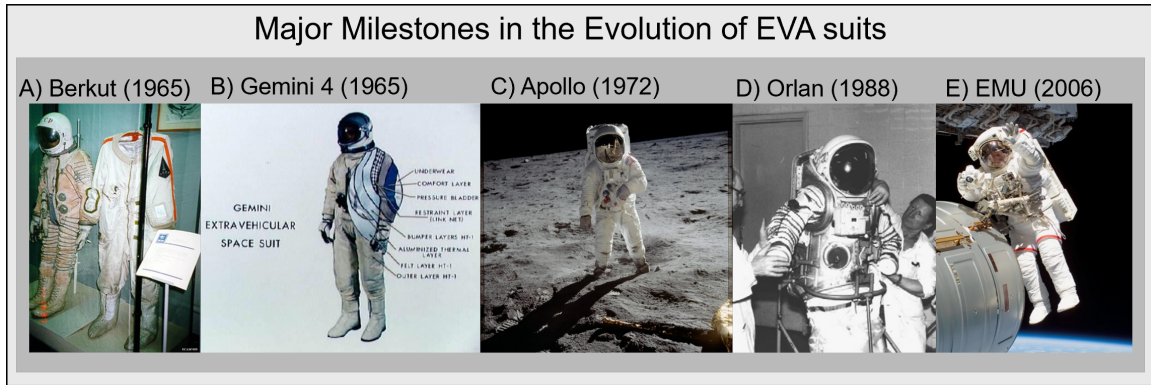 Major Milestones in the Evolution of EVA suits
A) Berkut (1965)
B) Gemini 4 (1965)
C) Apollo (1972)
D) Orlan (1988)
E) EMU (2006)
GEMINI
EXTRAVEHICULAR
SPACE SUIT
UNDERWEAR
COMFORT LAYER
PRESSURE BLADDER
RESTRAINT LAYER
(LINK NET)
BUMPER LAYERS HT-1
ALUMINIZED THERMAL
LAYER
FELT LAYER HT-1
OUTER LAYER HT-1